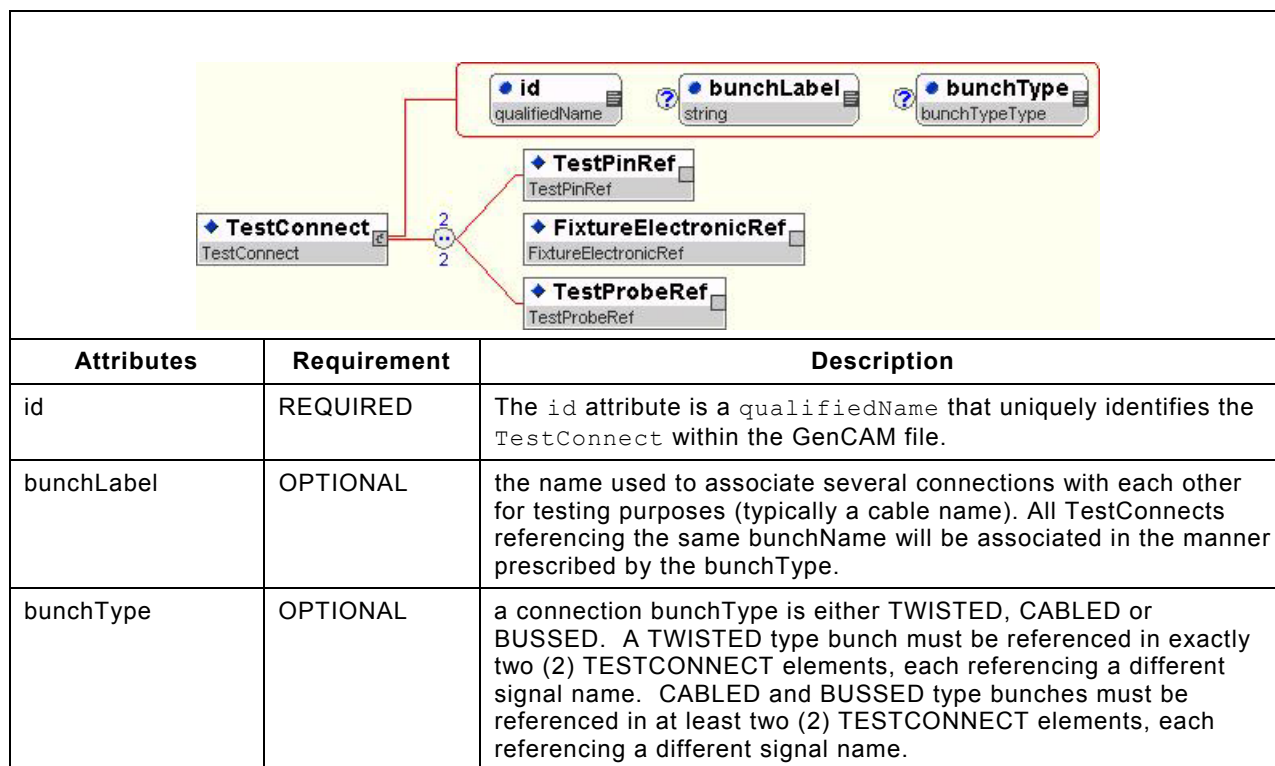 id
qualifiedName
? bunchLabel
string
? bunchType
bunchTypeType
TestPinRef
TestPinRef
TestConnect
TestConnect
2
2
FixtureElectronicRef
FixtureElectronicRef
TestProbeRef
TestProbeRef
Attributes Requirement Description
id REQUIRED The id attribute is a qualifiedName that uniquely identifies the
TestConnect within the GenCAM file.
bunchLabel OPTIONAL the name used to associate several connections with each other
for testing purposes (typically a cable name). All TestConnects
referencing the same bunchName will be associated in the manner
prescribed by the bunchType.
bunchType OPTIONAL a connection bunchType is either TWISTED, CABLED or
BUSSED. A TWISTED type bunch must be referenced in exactly
two (2) TESTCONNECT elements, each referencing a different
signal name. CABLED and BUSSED type bunches must be
referenced in at least two (2) TESTCONNECT elements, each
referencing a different signal name.